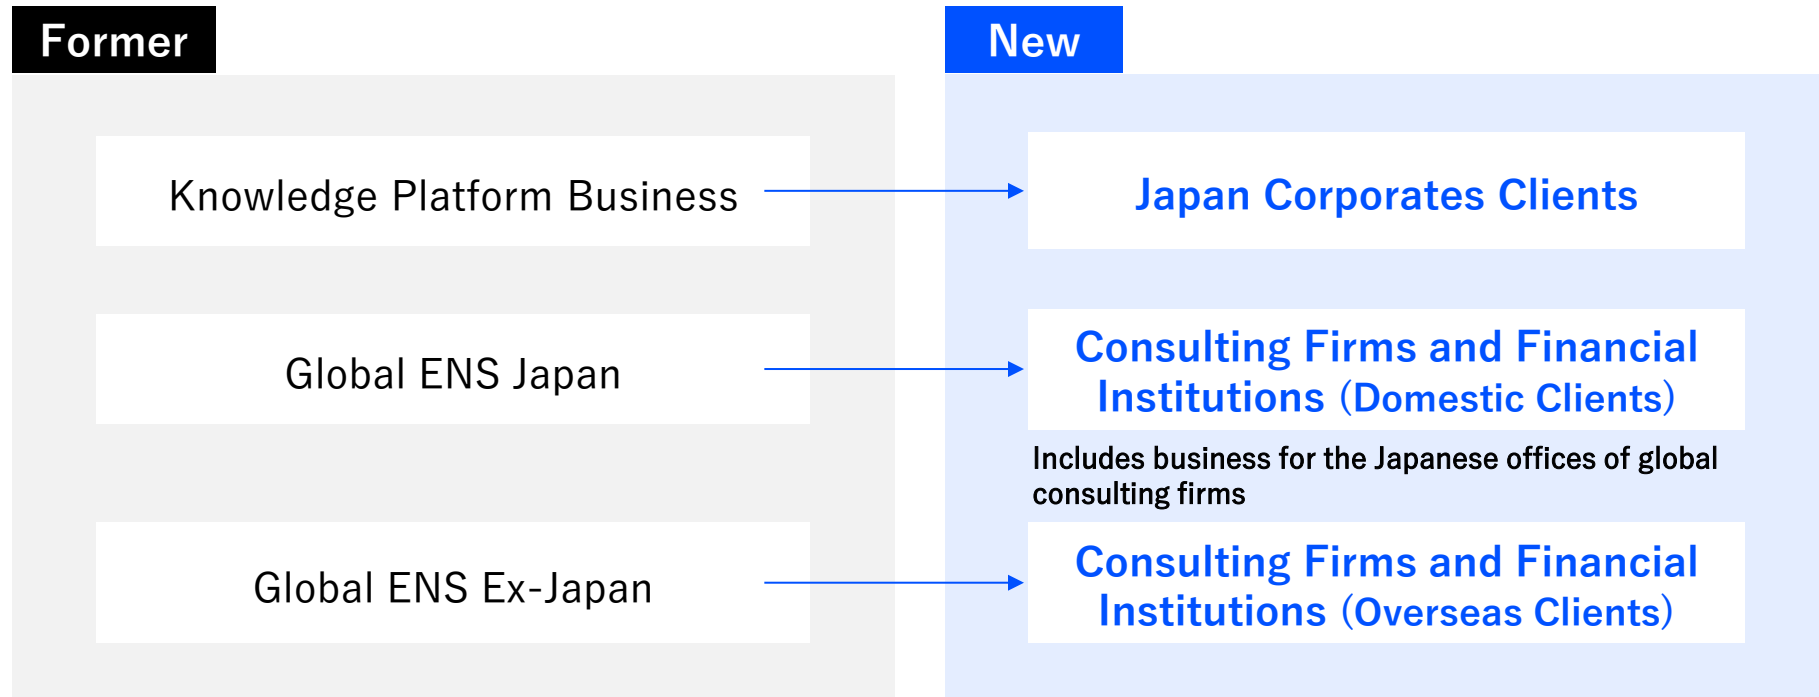 Former
New
Knowledge Platform Business
Japan Corporates Clients
Global ENS Japan
Consulting Firms and Financial
Institutions (Domestic Clients)
Includes business for the Japanese offices of global
consulting firms
Global ENS Ex-Japan
Consulting Firms and Financial
Institutions (Overseas Clients)